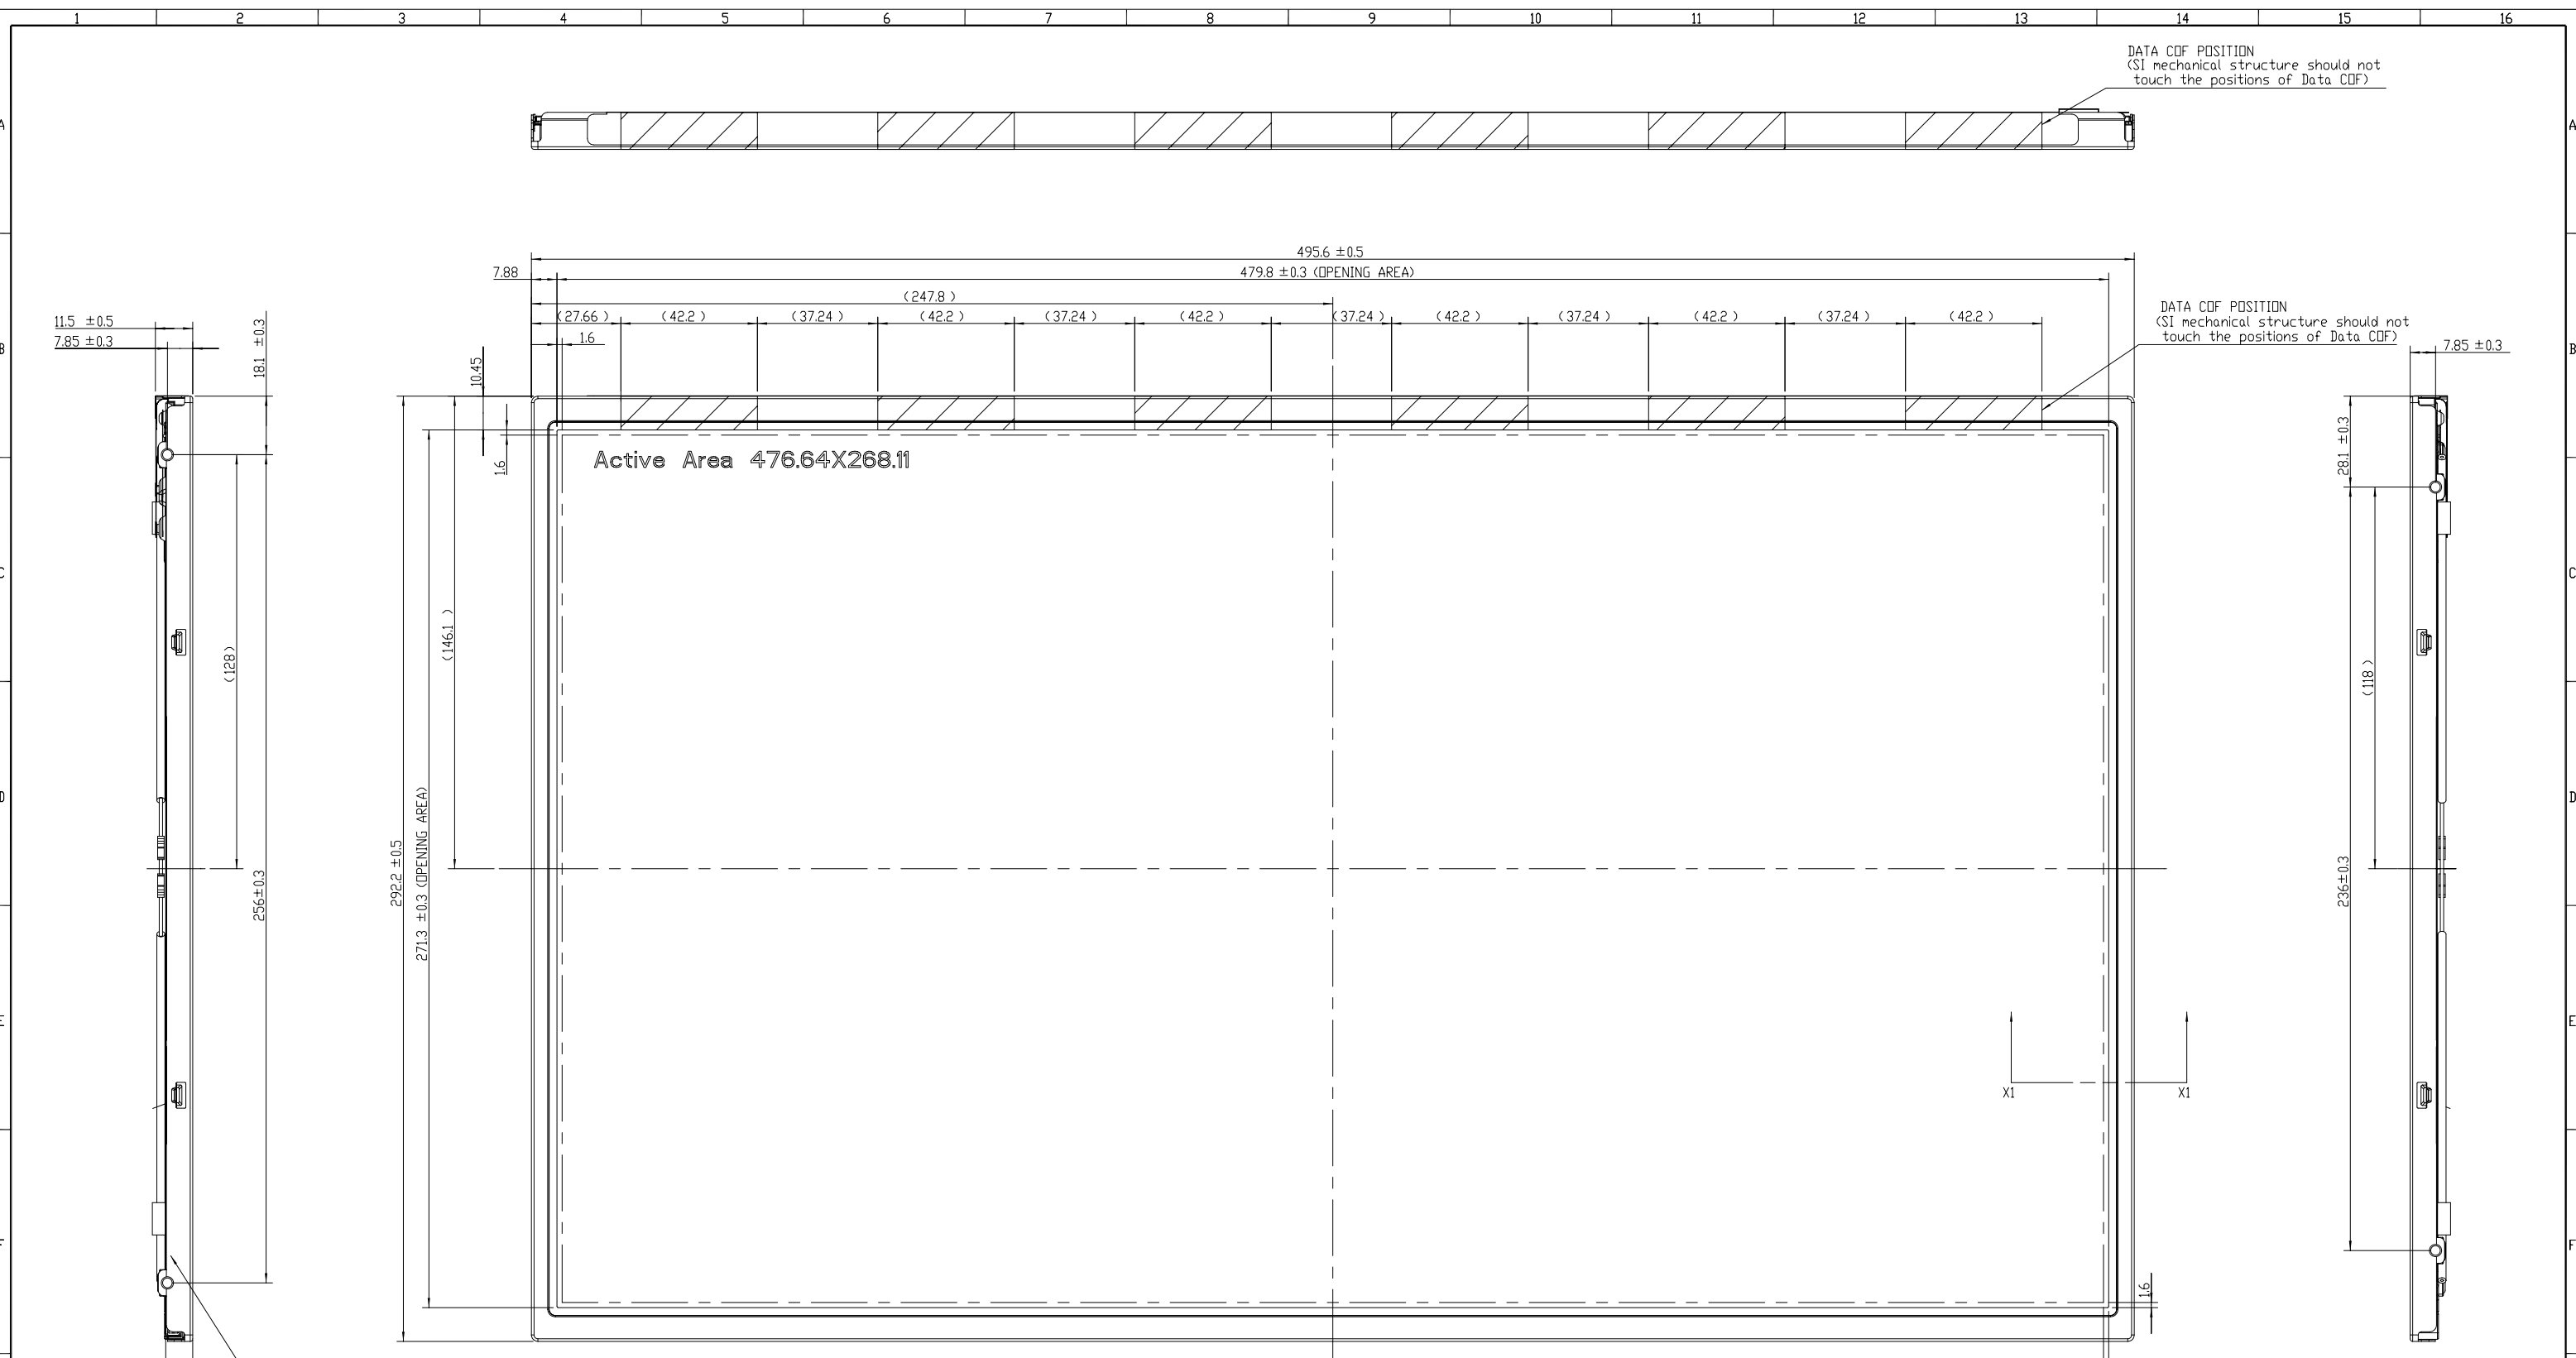 1 2 3 4 5 6 7 8 9 10 11 12 13 14 15 16
DATA COF POSITION
(SI mechanical structure should not
touch the positions of Data COF)
A A
495.6 ±0.5
7.88 479.8 ±0.3 (OPENING AREA)
(247.8)
(27.66) (42.2) (37.24) (42.2) (37.24) (42.2) (37.24) (42.2) (37.24) (42.2) (37.24) (42.2)
1.6
DATA COF POSITION
(SI mechanical structure should not
touch the positions of Data COF)
11.5 ±0.5
7.85 ±0.3
18.1 ±0.3
10.45
1.6
7.85 ±0.3
28.1 ±0.3
B B
Active Area 476.64X268.11
C C
(146.1)
(128)
(118)
D D
292.2 ±0.5
271.3 ±0.3 (OPENING AREA)
256±0.3
236±0.3
E E
X1 X1
F F
1.6